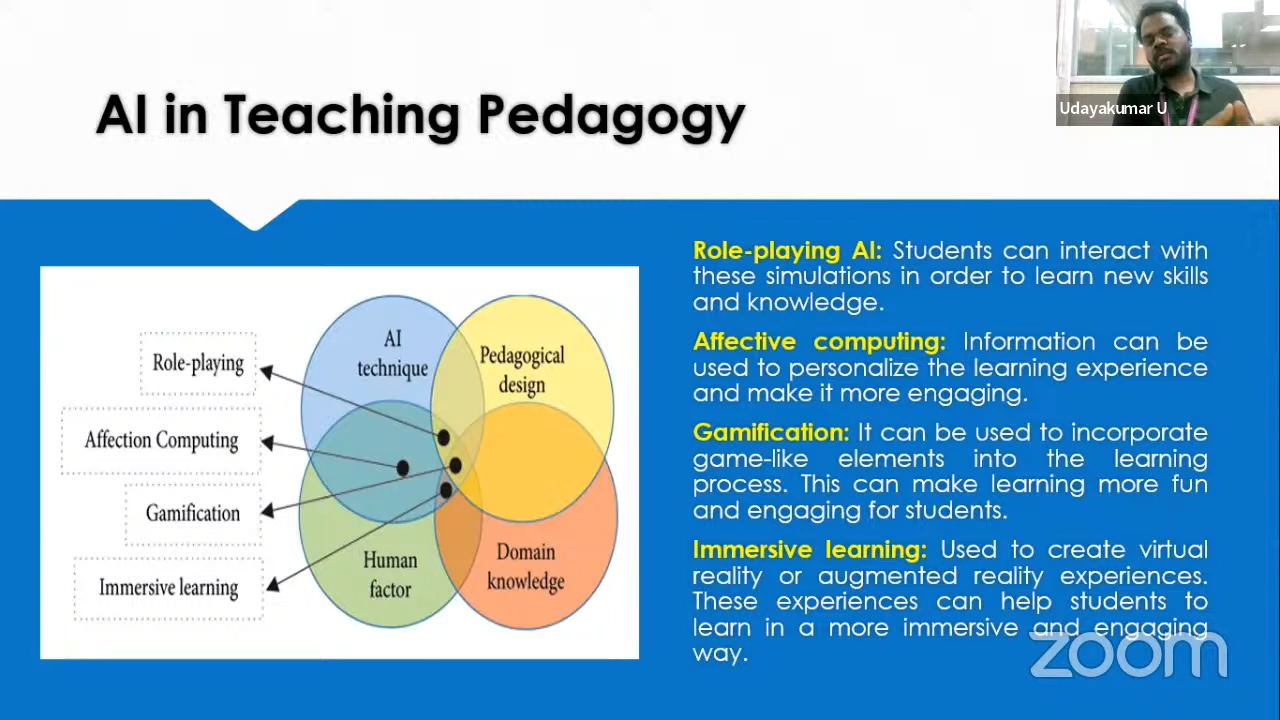 AI in Teaching Pedagogy
Udayakumar U
Role-playing
Affection Computing
Gamification
Immersive learning
AI
technique
Pedagogical
design
Human
factor
Domain
knowledge
Role-playing AI: Students can interact with
these simulations in order to learn new skills
and knowledge.
Affective computing: Information can be
used to personalize the learning experience
and make it more engaging.
Gamification: It can be used to incorporate
game-like elements into the learning
process. This can make learning more fun
and engaging for students.
Immersive learning: Used to create virtual
reality or augmented reality experiences.
These experiences can help students to
learn in a more immersive and engaging
way.
zoom